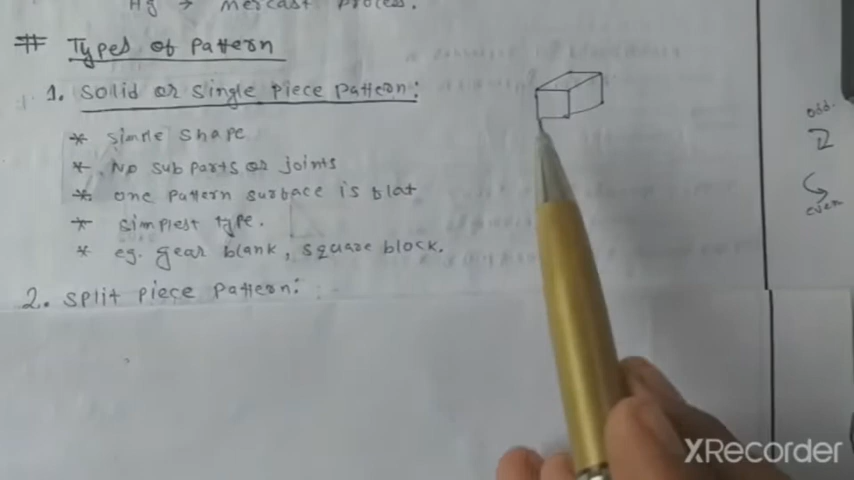 Hg → Mercast Process.
# Types of Pattern
1. Solid or Single Piece Pattern:
* Simple shape
* No sub parts or joints
* one pattern surface is flat
* simplest type.
* eg. gear blank, square block.
2. Split piece pattern:
odd.
2
even
XRecorder